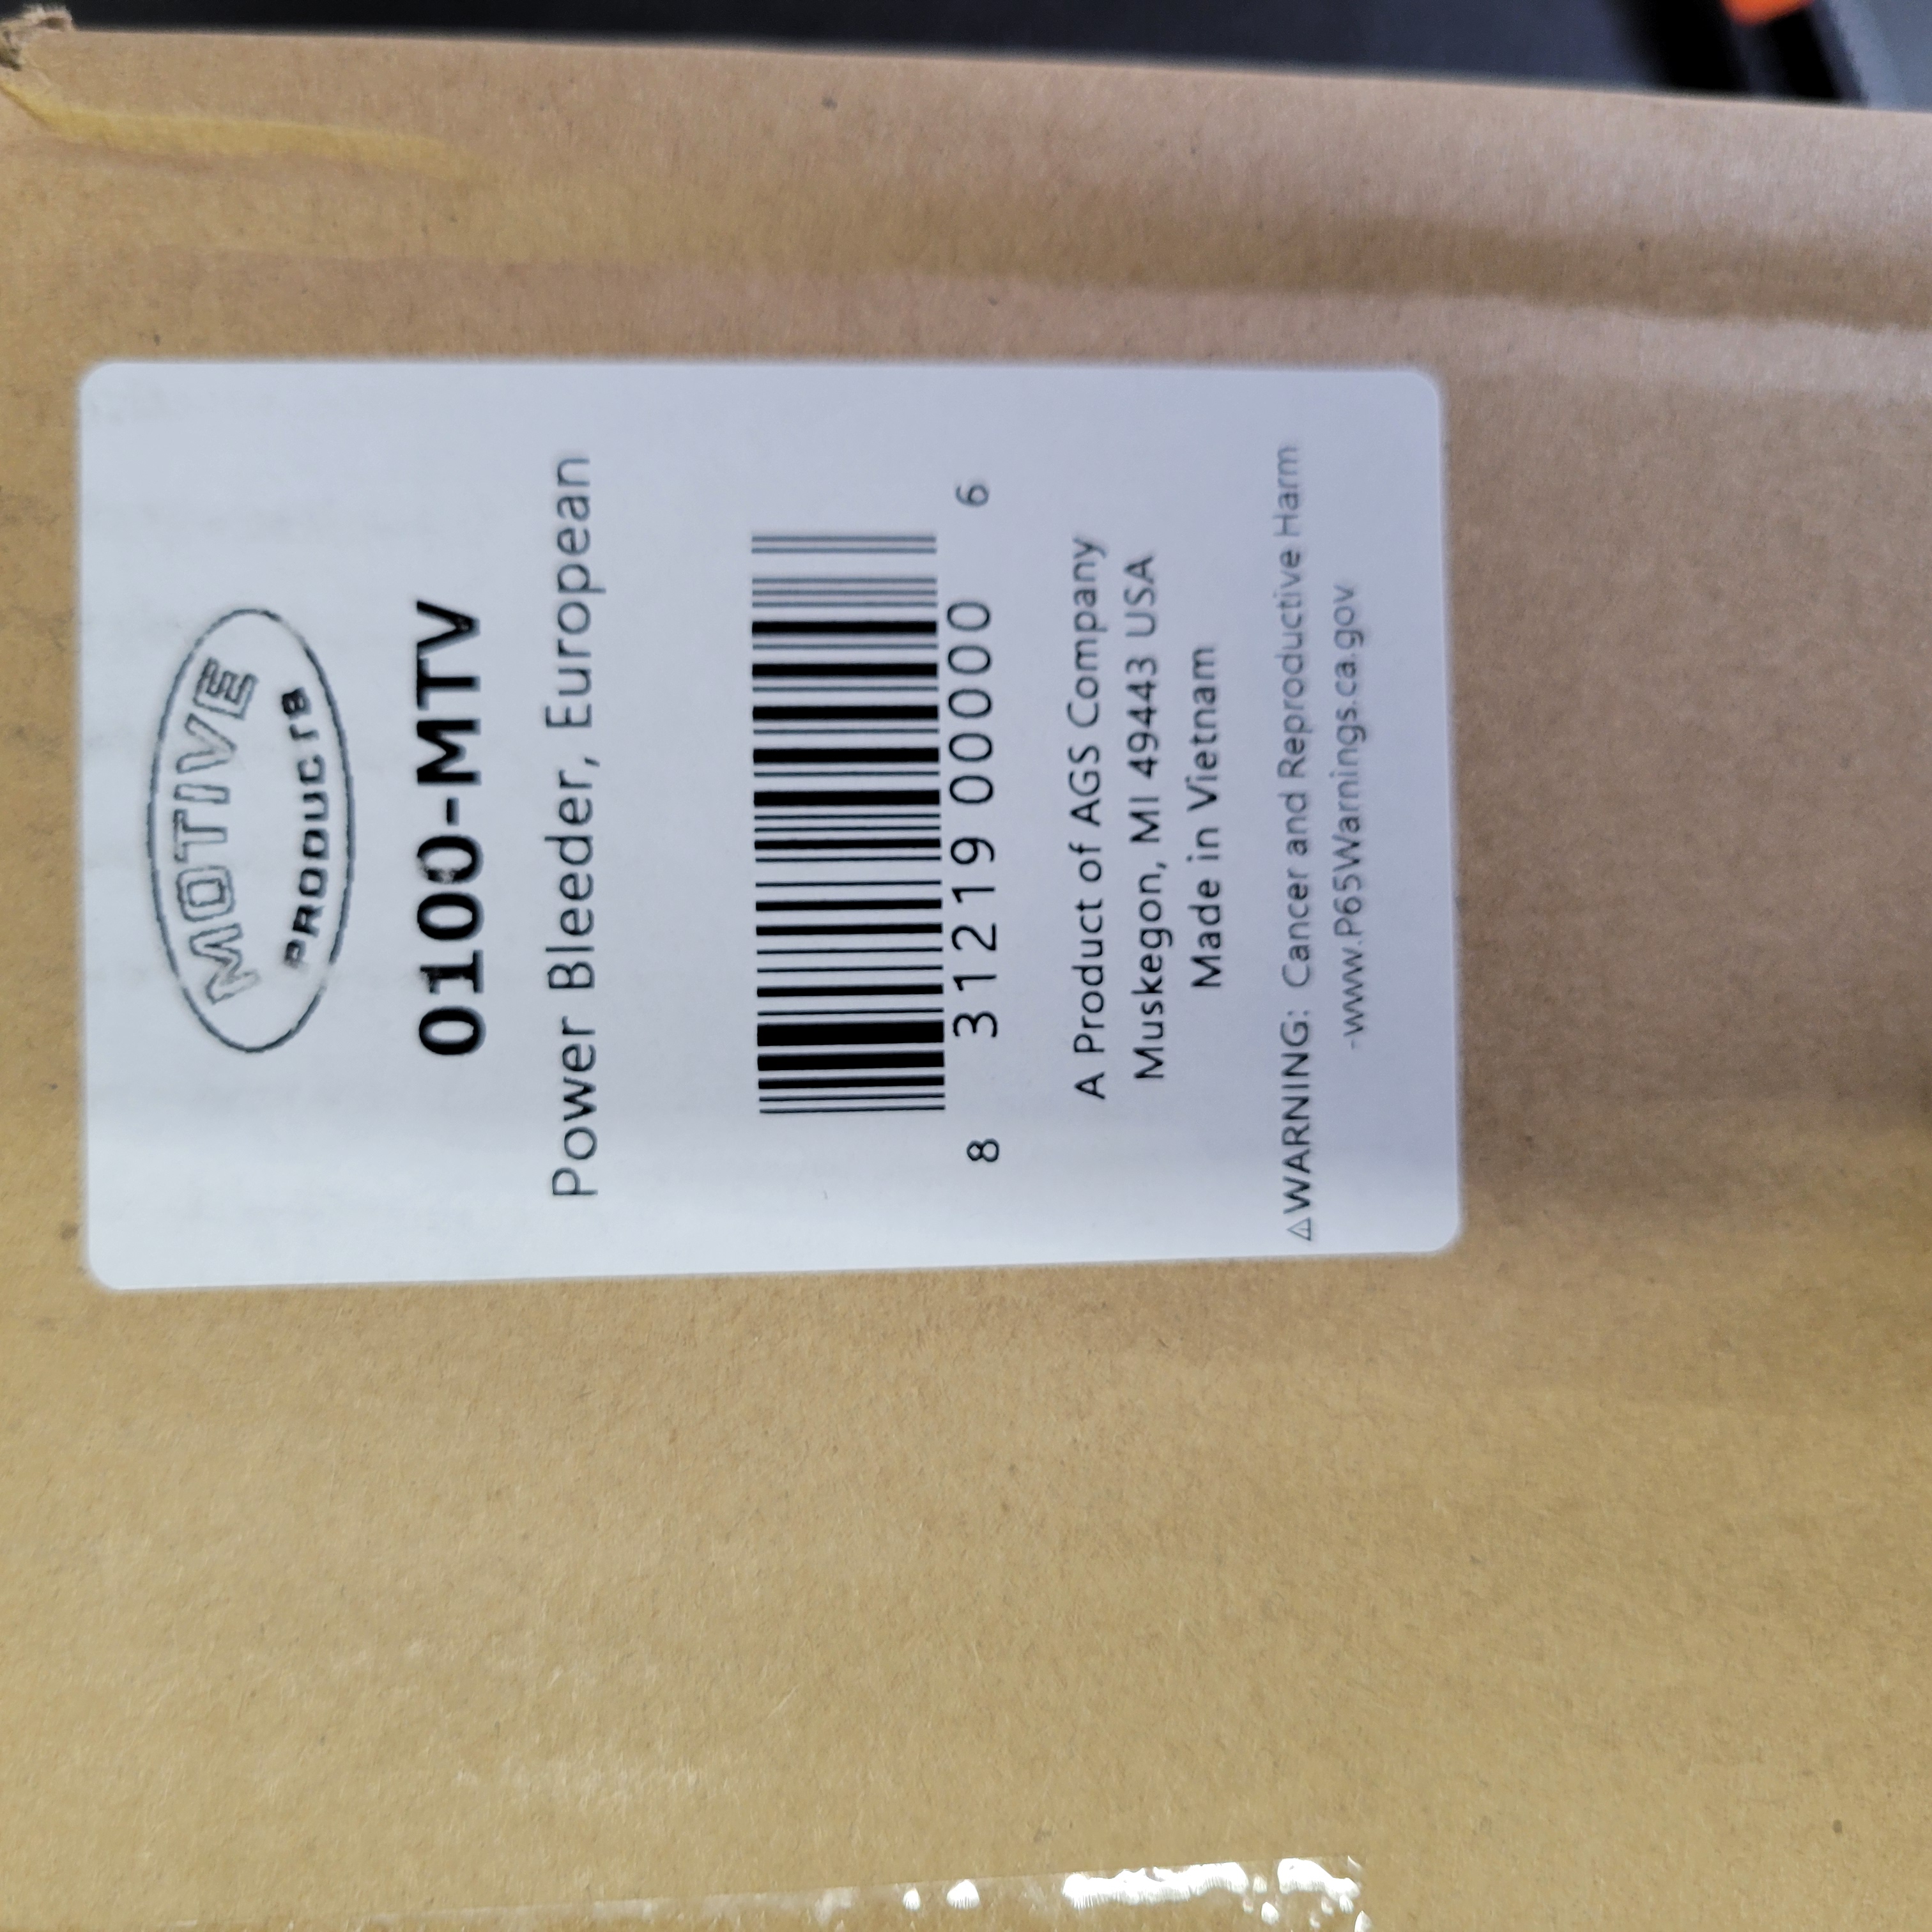 MOTIVE
PRODUCTS
0100-MTV
Power Bleeder, European
8 31219 00000 6
A Product of AGS Company
Muskegon, MI 49443 USA
Made in Vietnam
⚠WARNING: Cancer and Reproductive Harm
-www.P65Warnings.ca.gov